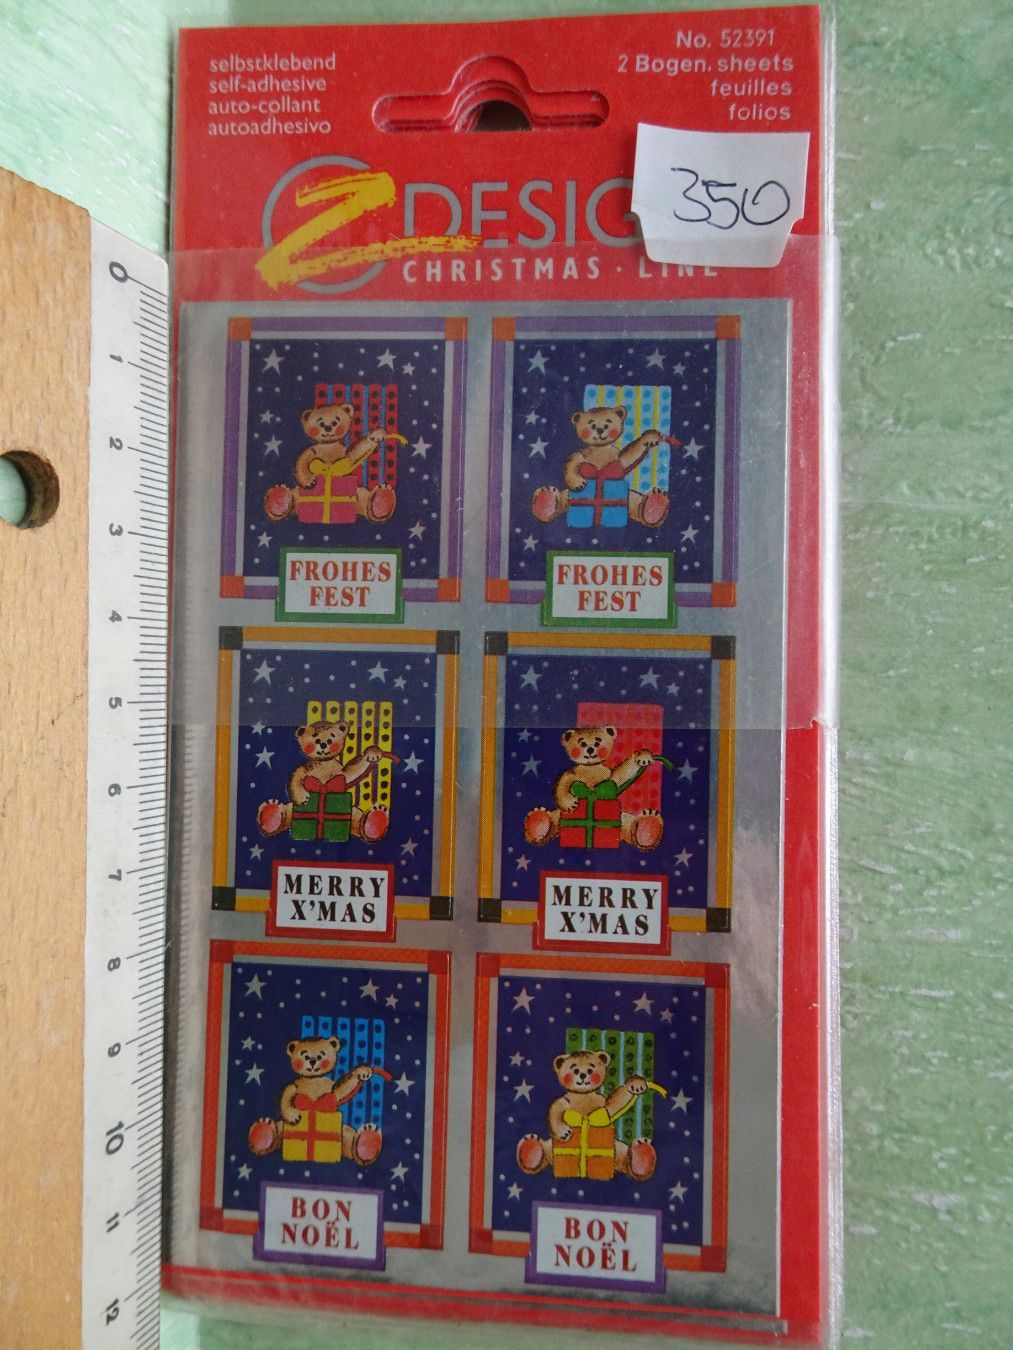 selbstklebend
self-adhesive
auto-collant
autoadhesivo
No. 52391
2 Bogen. sheets
feuilles
folios
350
Z DESIG
CHRISTMAS · LINE
FROHES
FEST
FROHES
FEST
MERRY
X'MAS
MERRY
X'MAS
BON
NOËL
BON
NOËL
0
1
2
3
4
5
6
7
8
9
10
11
12